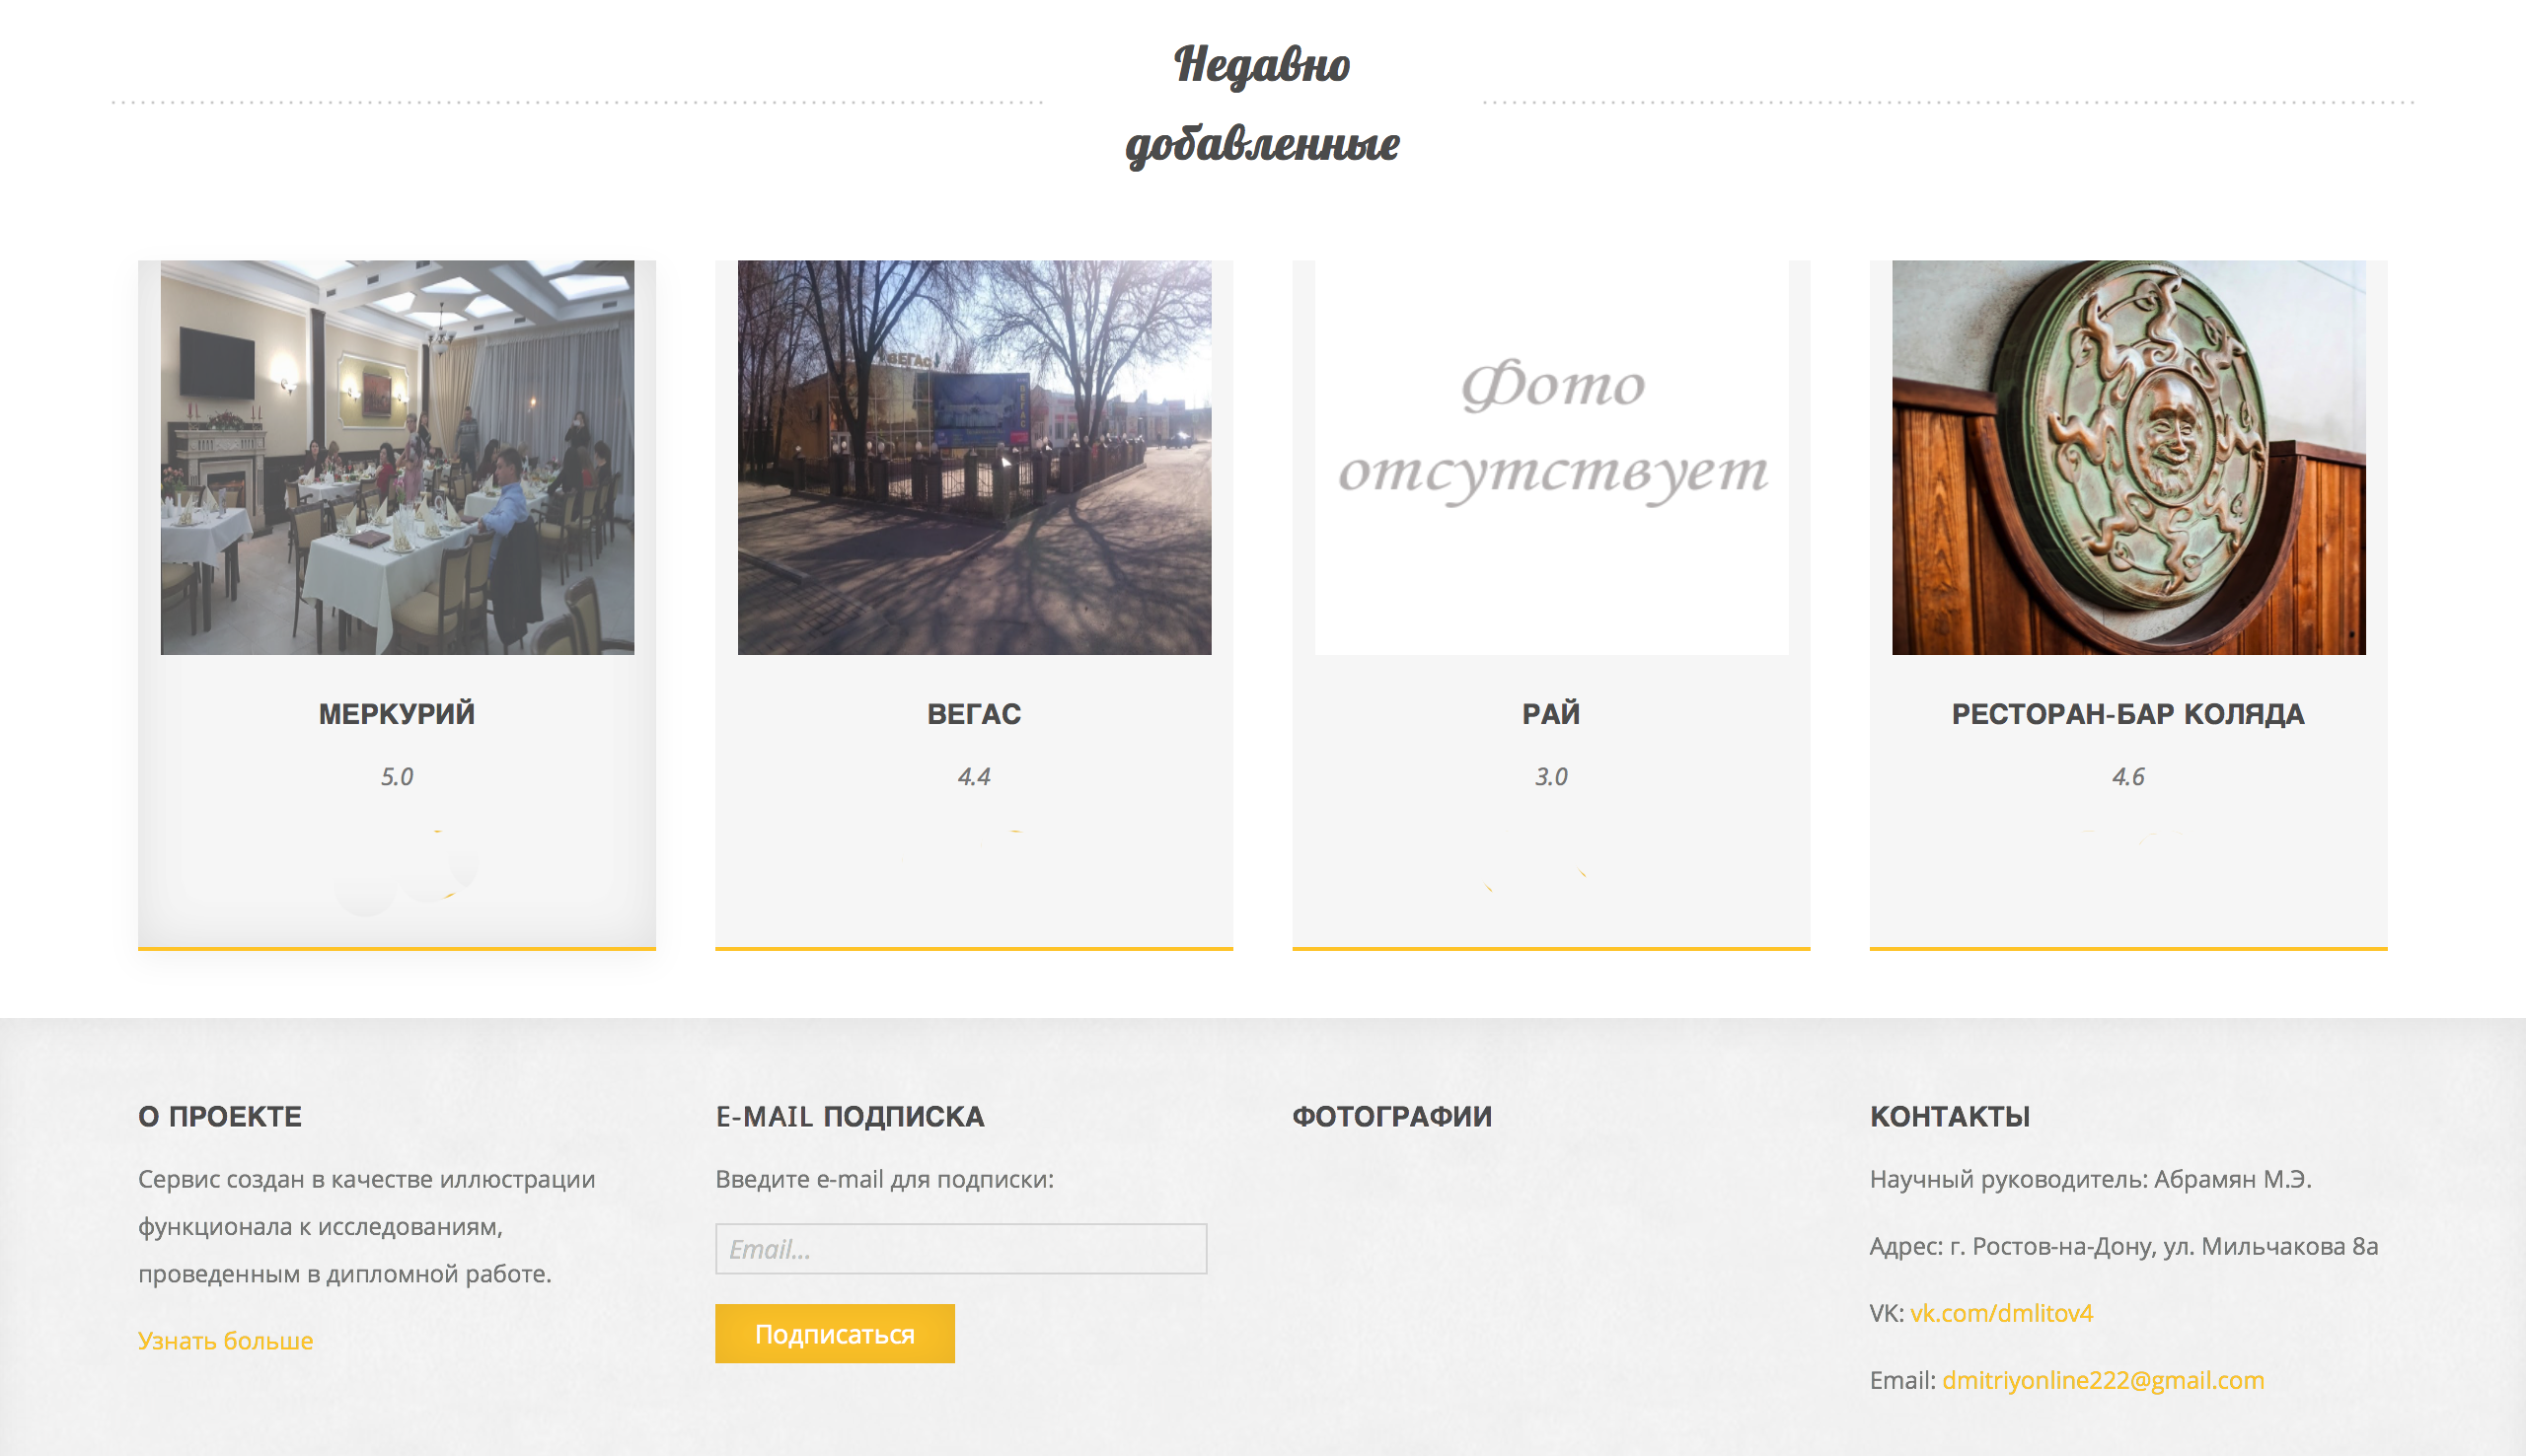 Недавно
добавленные
ВЕГАС
Фото
отсутствует
МЕРКУРИЙ
ВЕГАС
РАЙ
РЕСТОРАН-БАР КОЛЯДА
5.0
4.4
3.0
4.6
О ПРОЕКТЕ
Сервис создан в качестве иллюстрации
функционала к исследованиям,
проведенным в дипломной работе.
Узнать больше
E-MAIL ПОДПИСКА
Введите e-mail для подписки:
Email...
Подписаться
ФОТОГРАФИИ
КОНТАКТЫ
Научный руководитель: Абрамян М.Э.
Адрес: г. Ростов-на-Дону, ул. Мильчакова 8а
VK: vk.com/dmlitov4
Email: dmitriyonline222@gmail.com